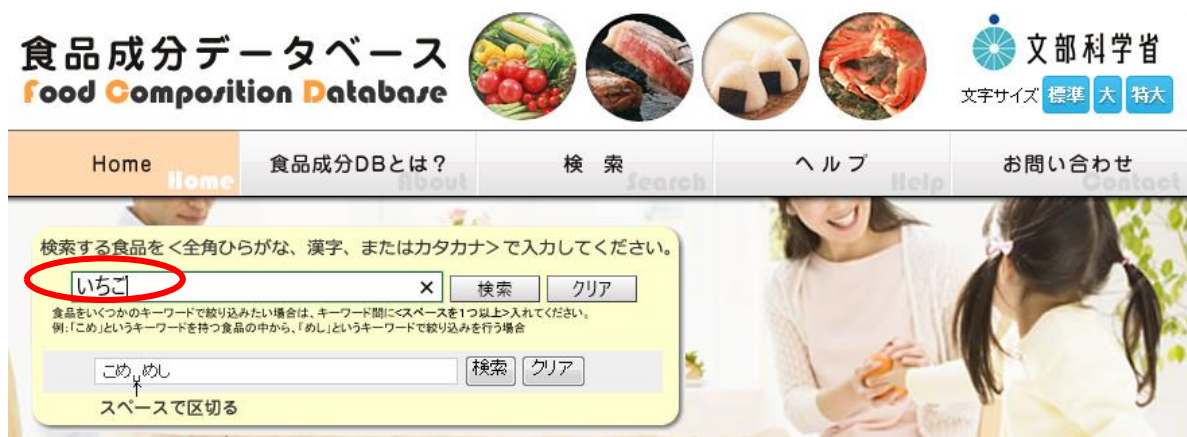 食品成分データベース
Food Composition Database
文部科学省
文字サイズ 標準 大 特大
Home
Home
食品成分DBとは？
About
検 索
Search
ヘルプ
Help
お問い合わせ
Contact
検索する食品を＜全角ひらがな、漢字、またはカタカナ＞で入力してください。
いちご × 検索 クリア
食品をいくつかのキーワードで絞り込みたい場合は、キーワード間に<スペースを1つ以上>入れてください。
例:「こめ」というキーワードを持つ食品の中から、「めし」というキーワードで絞り込みを行う場合
こめ めし 検索 クリア
スペースで区切る